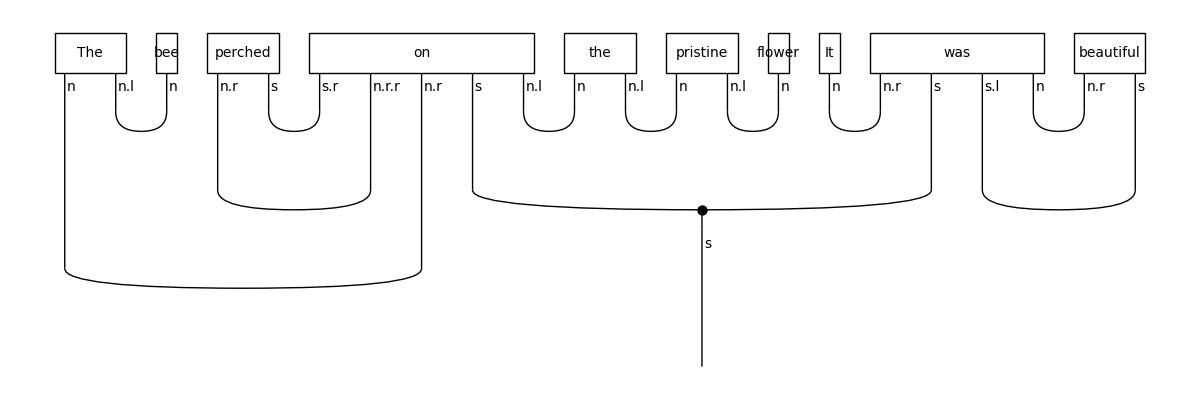 The bee perched on the pristine flower It was beautiful
n n.l n n.r s s.r n.r.r n.r s n.l n n.l n n.l n n n.r s s.l n n.r s
s